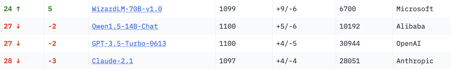 24 ↑ 5 WizardLM-70B-v1.0 1099 +9/-6 6700 Microsoft
27 ↓ -2 Qwen1.5-14B-Chat 1100 +5/-6 10192 Alibaba
27 ↓ -2 GPT-3.5-Turbo-0613 1100 +4/-5 30944 OpenAI
28 ↓ -3 Claude-2.1 1097 +4/-4 28051 Anthropic